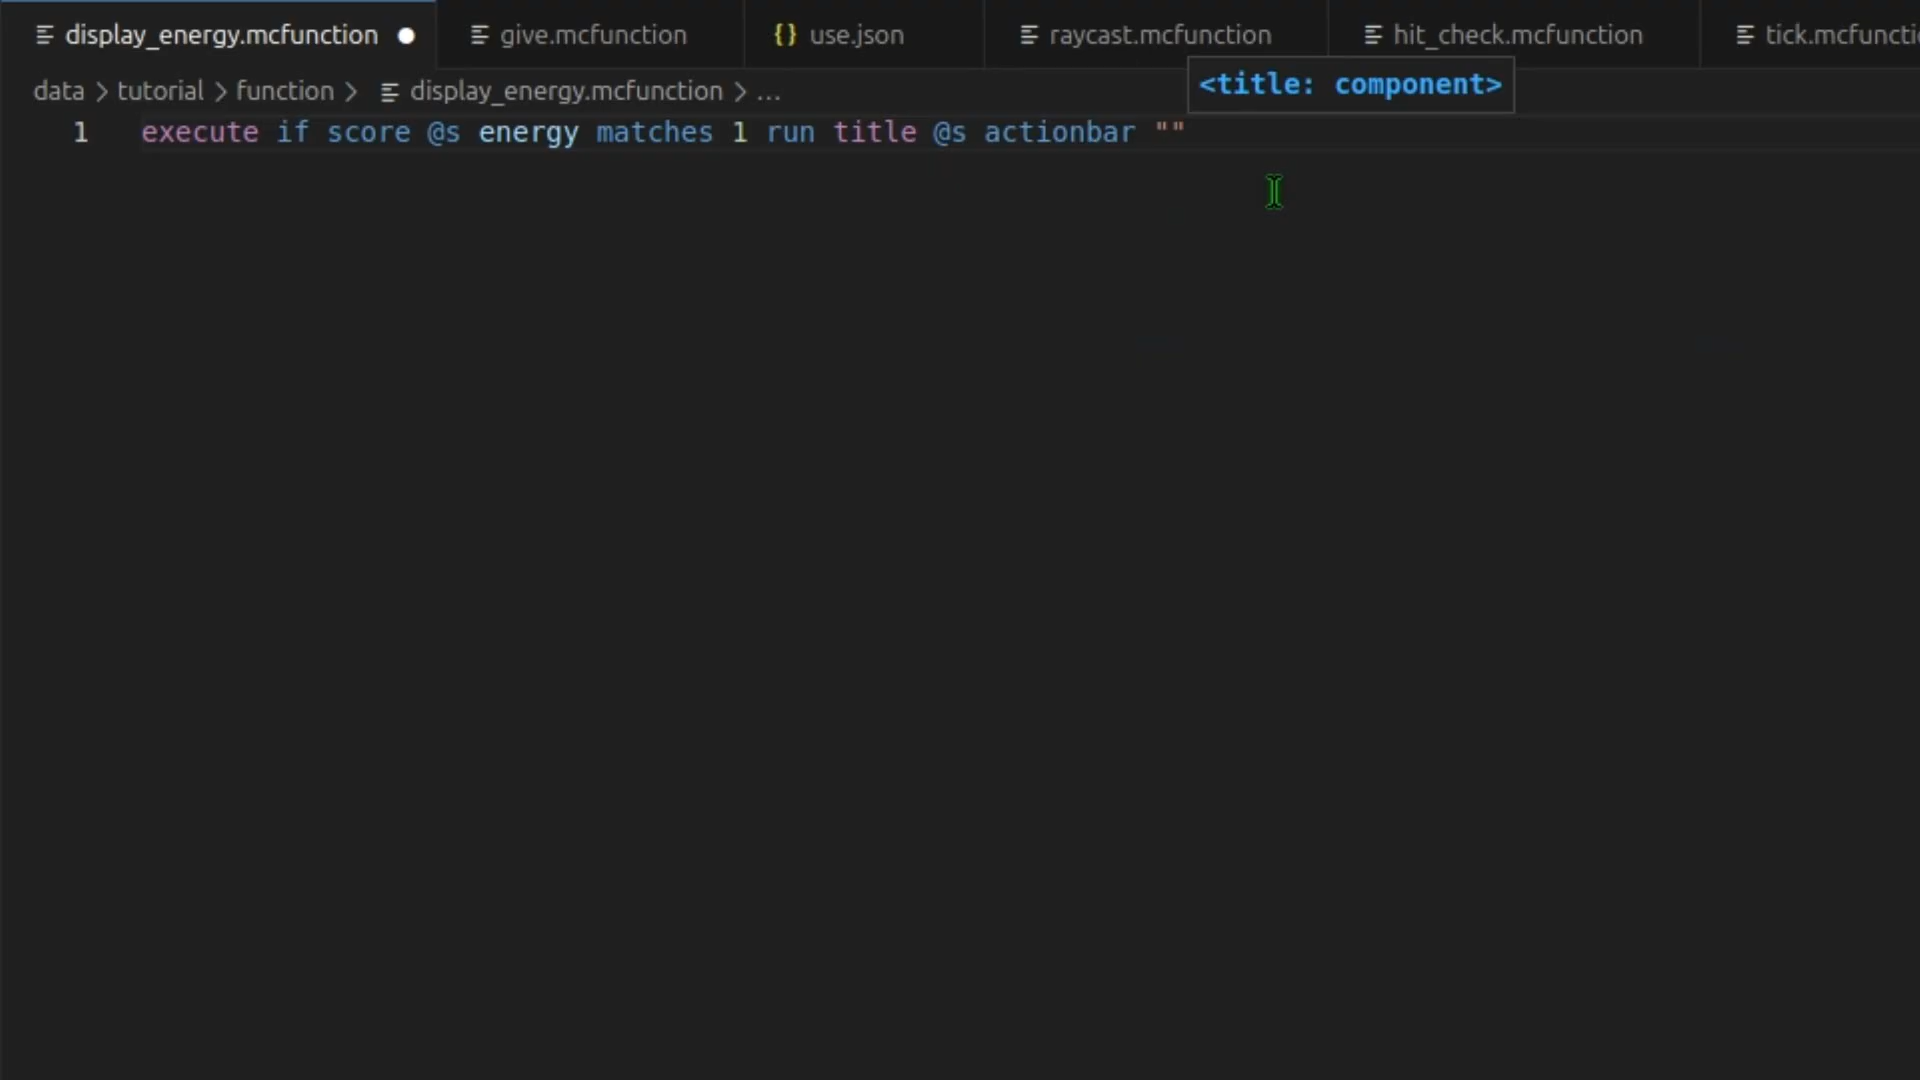 display_energy.mcfunction give.mcfunction {} use.json raycast.mcfunction hit_check.mcfunction tick.mcfuncti
data > tutorial > function > display_energy.mcfunction > ...
<title: component>
1 execute if score @s energy matches 1 run title @s actionbar ""